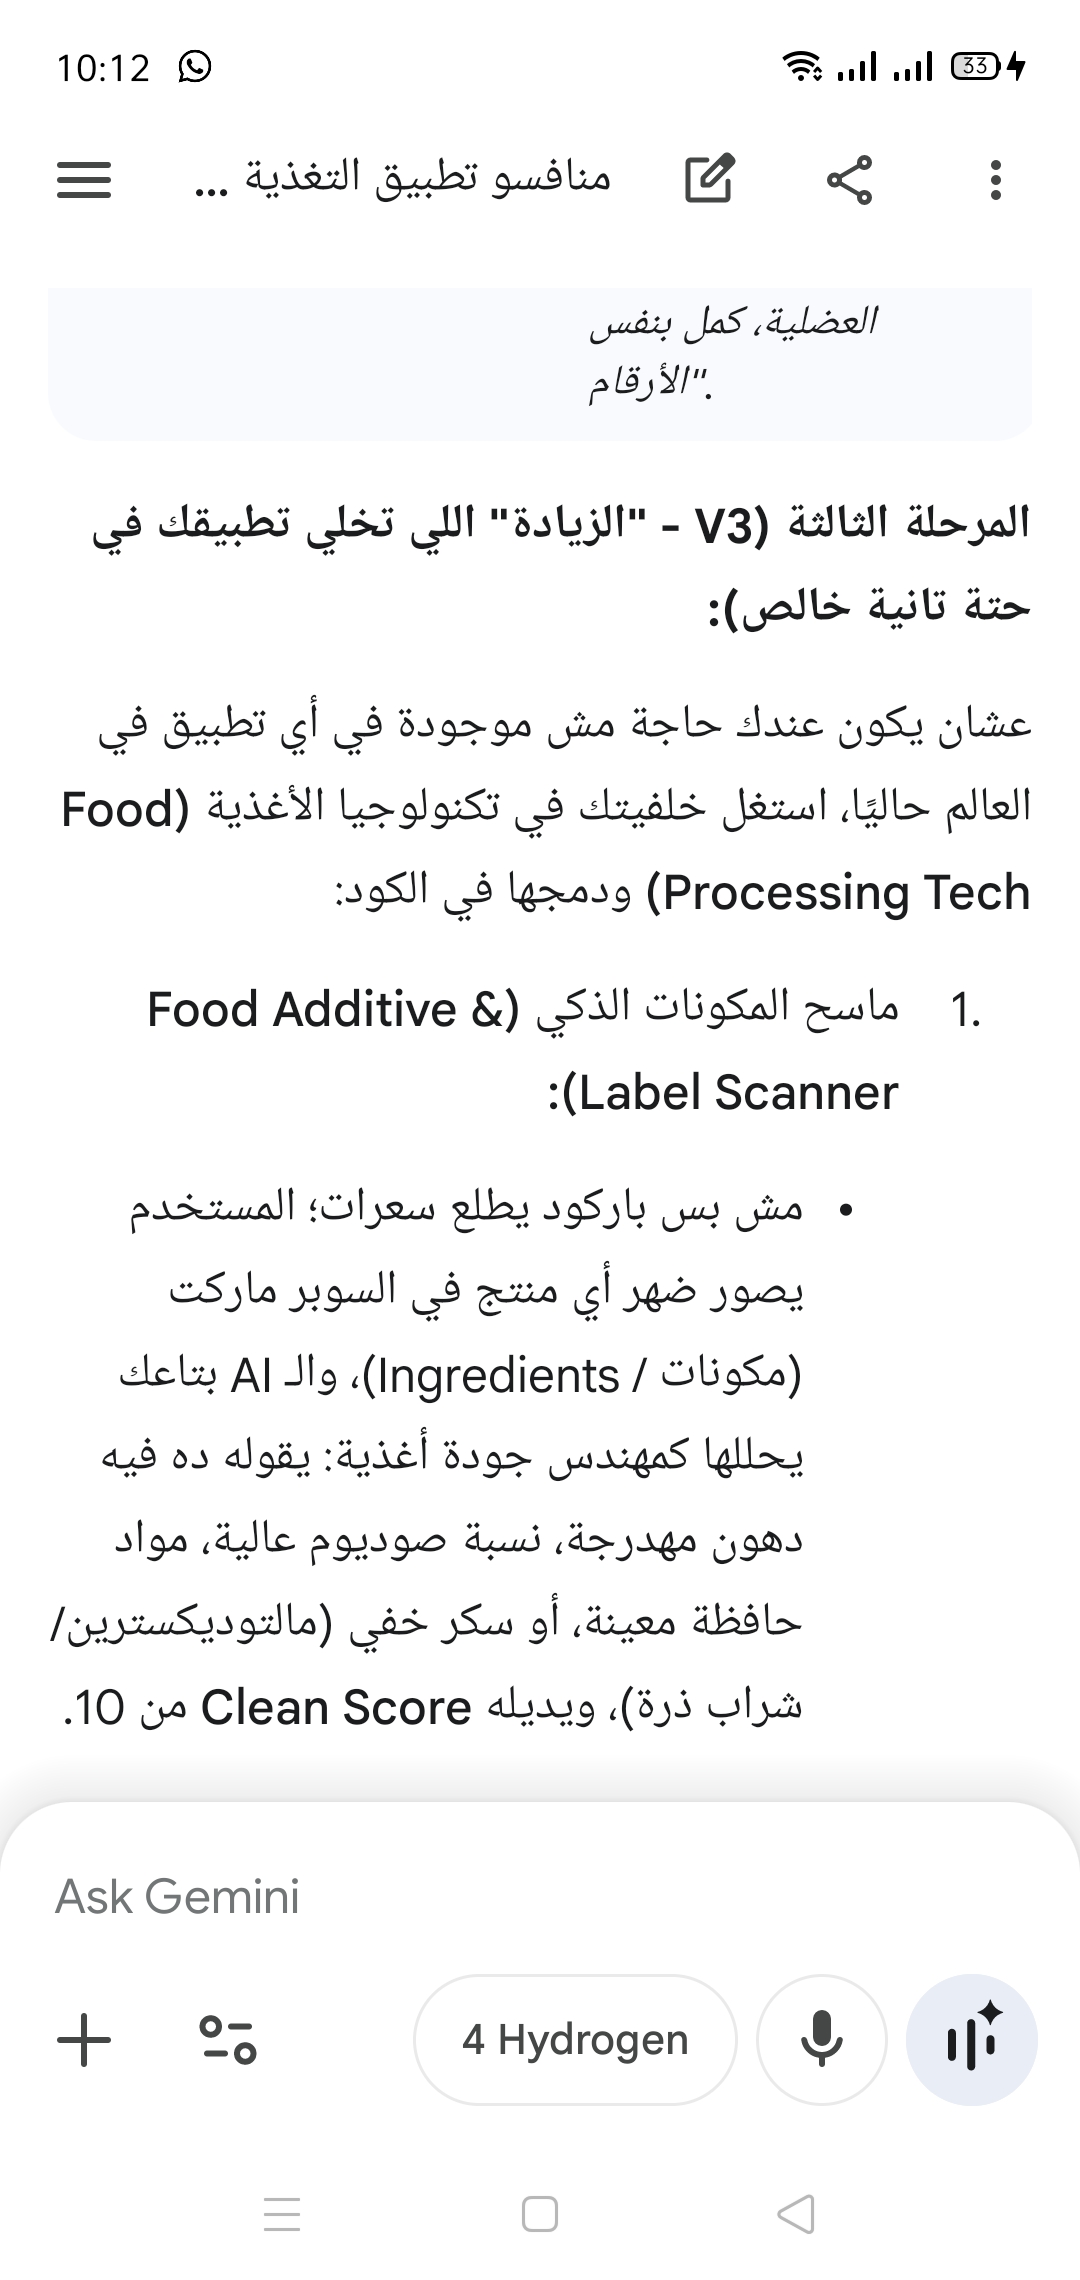 10:12
33
منافسو تطبيق التغذية ...
العضلية، كمل بنفس
الأرقام".
المرحلة الثالثة (V3 - "الزيادة" اللي تخلي تطبيقك في
حتة تانية خالص):
عشان يكون عندك حاجة مش موجودة في أي تطبيق في
العالم حاليًا، استغل خلفيتك في تكنولوجيا الأغذية (Food
Processing Tech) ودمجها في الكود:
1. ماسح المكونات الذكي (Food Additive &
Label Scanner):
• مش بس باركود يطلع سعرات؛ المستخدم
يصور ضهر أي منتج في السوبر ماركت
(مكونات / Ingredients)، والـ AI بتاعك
يحللها كمهندس جودة أغذية: يقوله ده فيه
دهون مهدرجة، نسبة صوديوم عالية، مواد
حافظة معينة، أو سكر خفي (مالتوديكسترين/
شراب ذرة)، ويديله Clean Score من 10.
Ask Gemini
4 Hydrogen